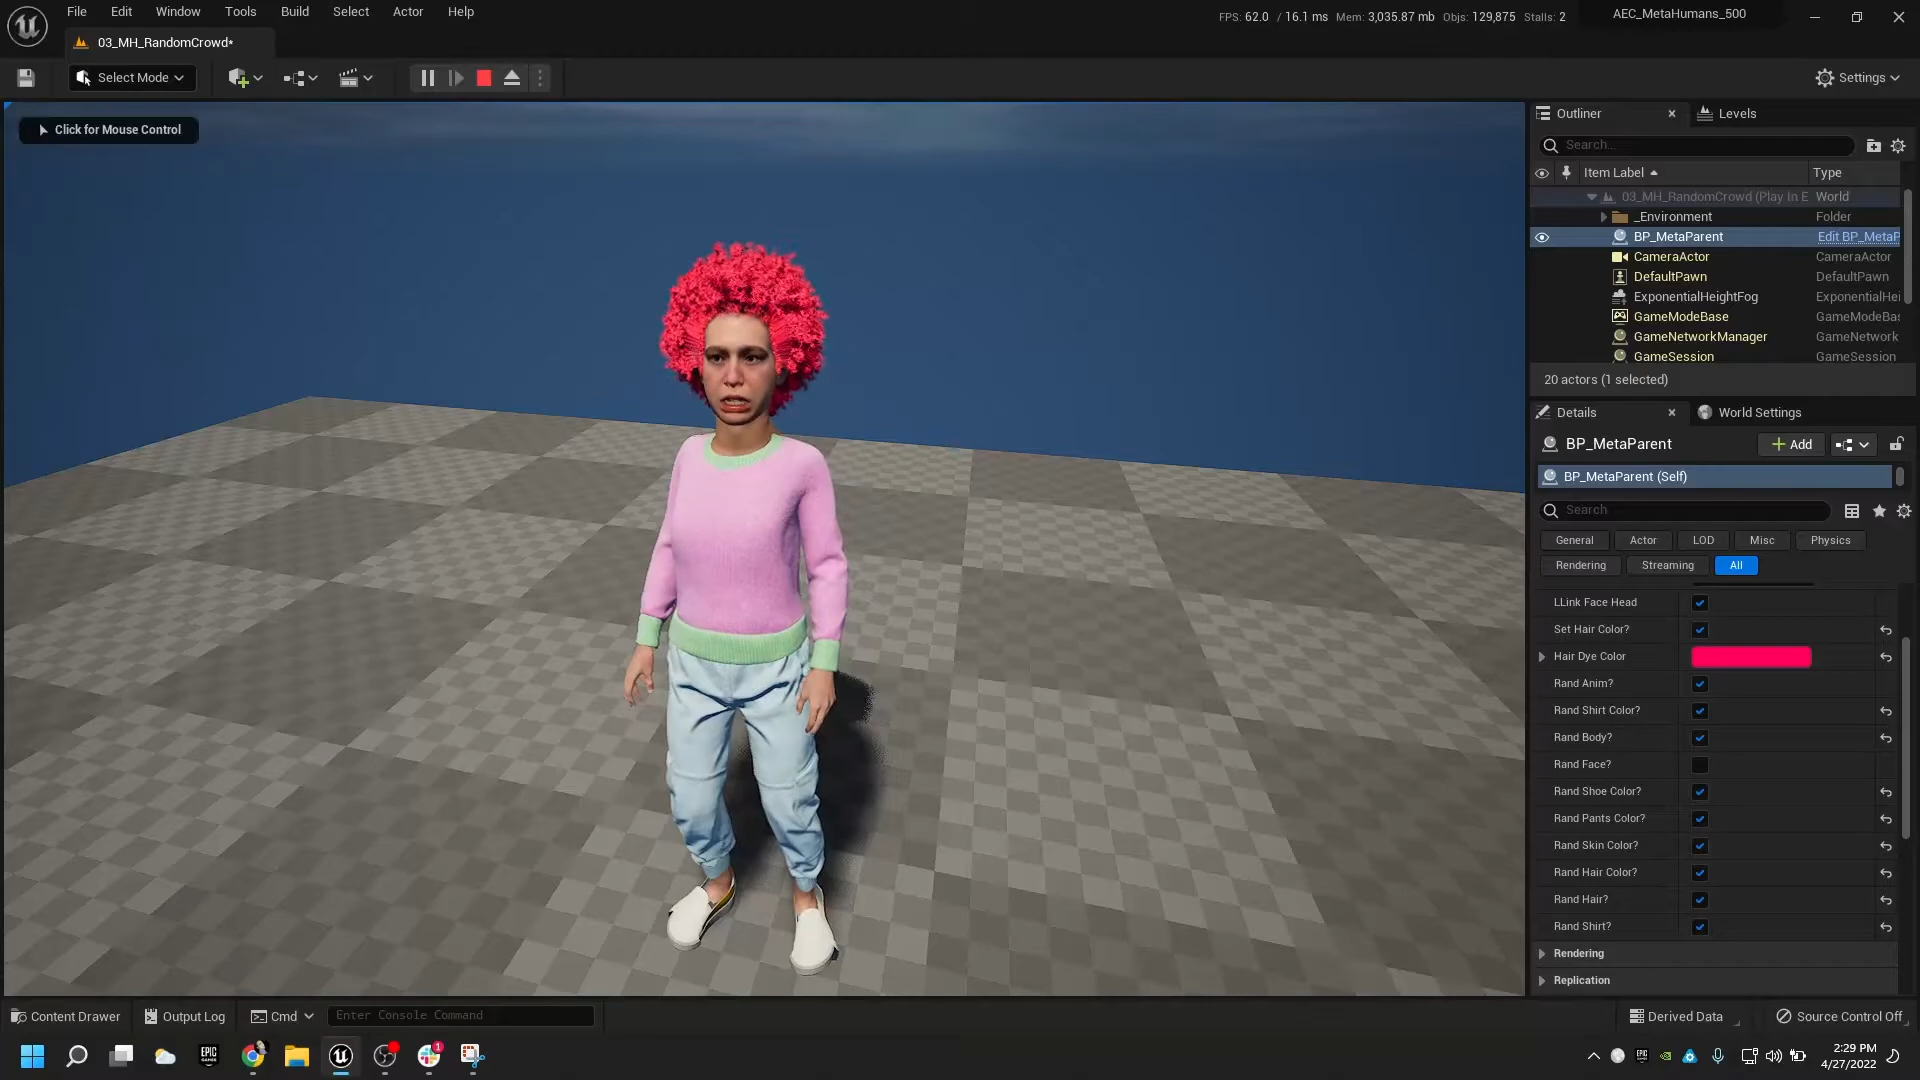 File Edit Window Tools Build Select Actor Help
FPS: 62.0 / 16.1 ms Mem: 3,035.87 mb Objs: 129,875 Stalls: 2
AEC_MetaHumans_500
03_MH_RandomCrowd*
Select Mode
Settings
Click for Mouse Control
Outliner
Levels
Search...
Item Label
Type
03_MH_RandomCrowd (Play In E
World
_Environment
Folder
BP_MetaParent
Edit BP_MetaP
CameraActor
CameraActor
DefaultPawn
DefaultPawn
ExponentialHeightFog
ExponentialHei
GameModeBase
GameModeBas
GameNetworkManager
GameNetwork
GameSession
GameSession
20 actors (1 selected)
Details
World Settings
BP_MetaParent
Add
BP_MetaParent (Self)
Search
General Actor LOD Misc Physics
Rendering Streaming All
LLink Face Head
Set Hair Color?
Hair Dye Color
Rand Anim?
Rand Shirt Color?
Rand Body?
Rand Face?
Rand Shoe Color?
Rand Pants Color?
Rand Skin Color?
Rand Hair Color?
Rand Hair?
Rand Shirt?
Rendering
Replication
Content Drawer
Output Log
Cmd
Enter Console Command
Derived Data
Source Control Off
EPIC
GAMES
1
2:29 PM
4/27/2022